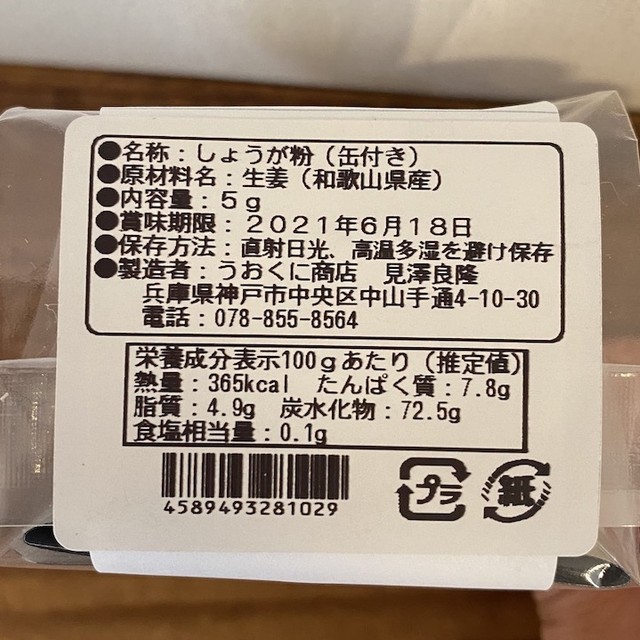 ●名称：しょうが粉（缶付き）
●原材料名：生姜（和歌山県産）
●内容量：5g
●賞味期限：2021年6月18日
●保存方法：直射日光、高温多湿を避け保存
●製造者：うおくに商店　見澤良隆
兵庫県神戸市中央区中山手通4-10-30
電話：078-855-8564
栄養成分表示100gあたり（推定値）
熱量：365kcal　たんぱく質：7.8g
脂質：4.9g　炭水化物：72.5g
食塩相当量：0.1g
4589493281029
プラ
紙